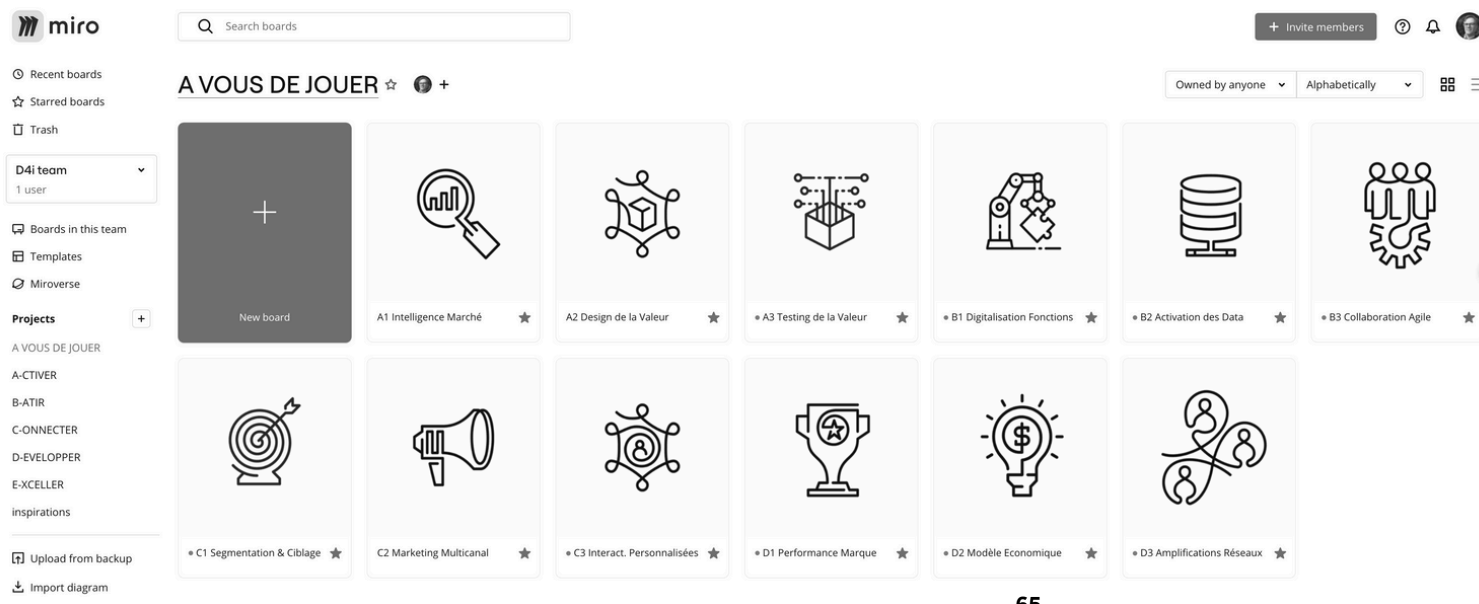 miro
Search boards
+ Invite members
Recent boards
Starred boards
Trash
D4i team
1 user
Boards in this team
Templates
Miroverse
Projects
+
A VOUS DE JOUER
A-CTIVER
B-ATIR
C-ONNECTER
D-EVELOPPER
E-XCELLER
inspirations
Upload from backup
Import diagram
A VOUS DE JOUER
+
Owned by anyone
Alphabetically
New board
A1 Intelligence Marché
A2 Design de la Valeur
• A3 Testing de la Valeur
• B1 Digitalisation Fonctions
• B2 Activation des Data
• B3 Collaboration Agile
• C1 Segmentation & Ciblage
C2 Marketing Multicanal
• C3 Interact. Personnalisées
• D1 Performance Marque
• D2 Modèle Economique
• D3 Amplifications Réseaux
65